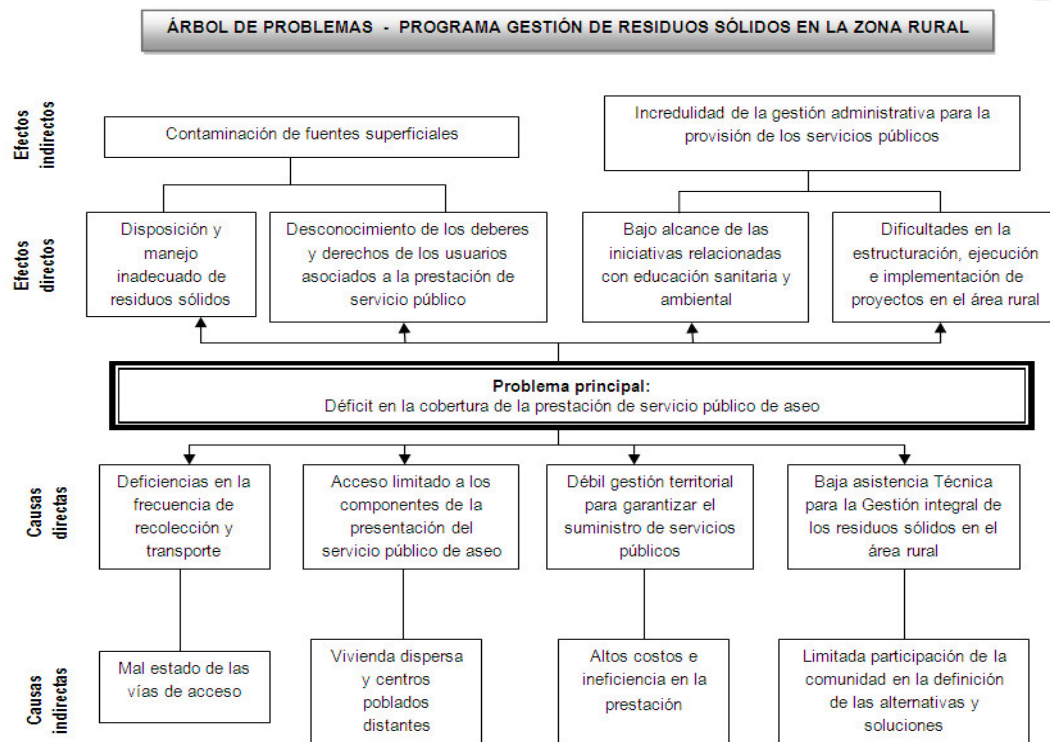 ÁRBOL DE PROBLEMAS - PROGRAMA GESTIÓN DE RESIDUOS SÓLIDOS EN LA ZONA RURAL
Efectos
indirectos
Contaminación de fuentes superficiales
Incredulidad de la gestión administrativa para la
provisión de los servicios públicos
Efectos
directos
Disposición y
manejo
inadecuado de
residuos sólidos
Desconocimiento de los deberes
y derechos de los usuarios
asociados a la prestación de
servicio público
Bajo alcance de las
iniciativas relacionadas
con educación sanitaria y
ambiental
Dificultades en la
estructuración, ejecución
e implementación de
proyectos en el área rural
Problema principal:
Déficit en la cobertura de la prestación de servicio público de aseo
Causas
directas
Deficiencias en la
frecuencia de
recolección y
transporte
Acceso limitado a los
componentes de la
presentación del
servicio público de aseo
Débil gestión territorial
para garantizar el
suministro de servicios
públicos
Baja asistencia Técnica
para la Gestión integral de
los residuos sólidos en el
área rural
Causas
indirectas
Mal estado de las
vías de acceso
Vivienda dispersa
y centros
poblados
distantes
Altos costos e
ineficiencia en la
prestación
Limitada participación de la
comunidad en la definición
de las alternativas y
soluciones